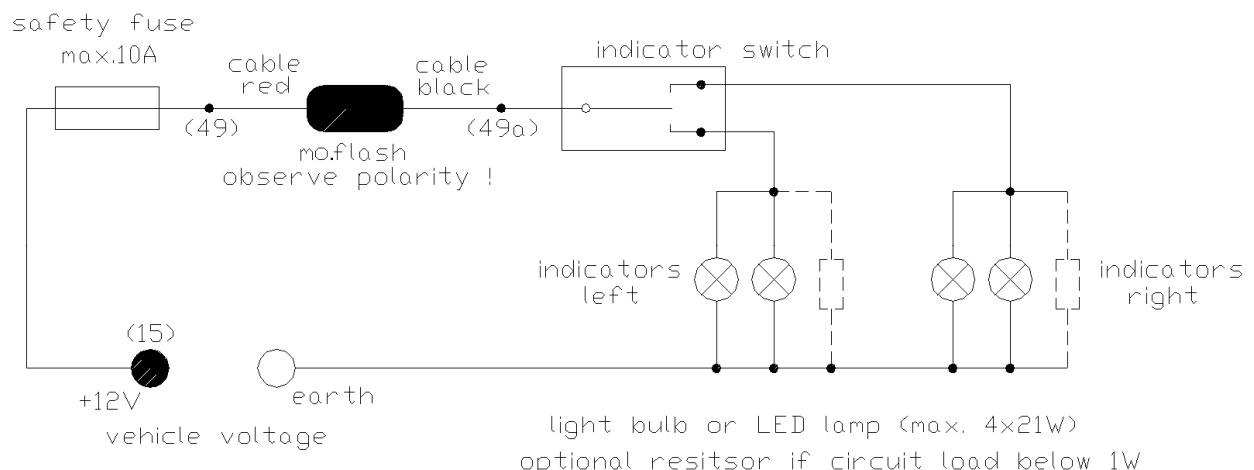 safety fuse
max.10A
cable
red
cable
black
indicator switch
(49)
(49a)
mo.flash
observe polarity !
indicators
left
indicators
right
(15)
+12V
earth
vehicle voltage
light bulb or LED lamp (max. 4x21W)
optional resitsor if circuit load below 1W